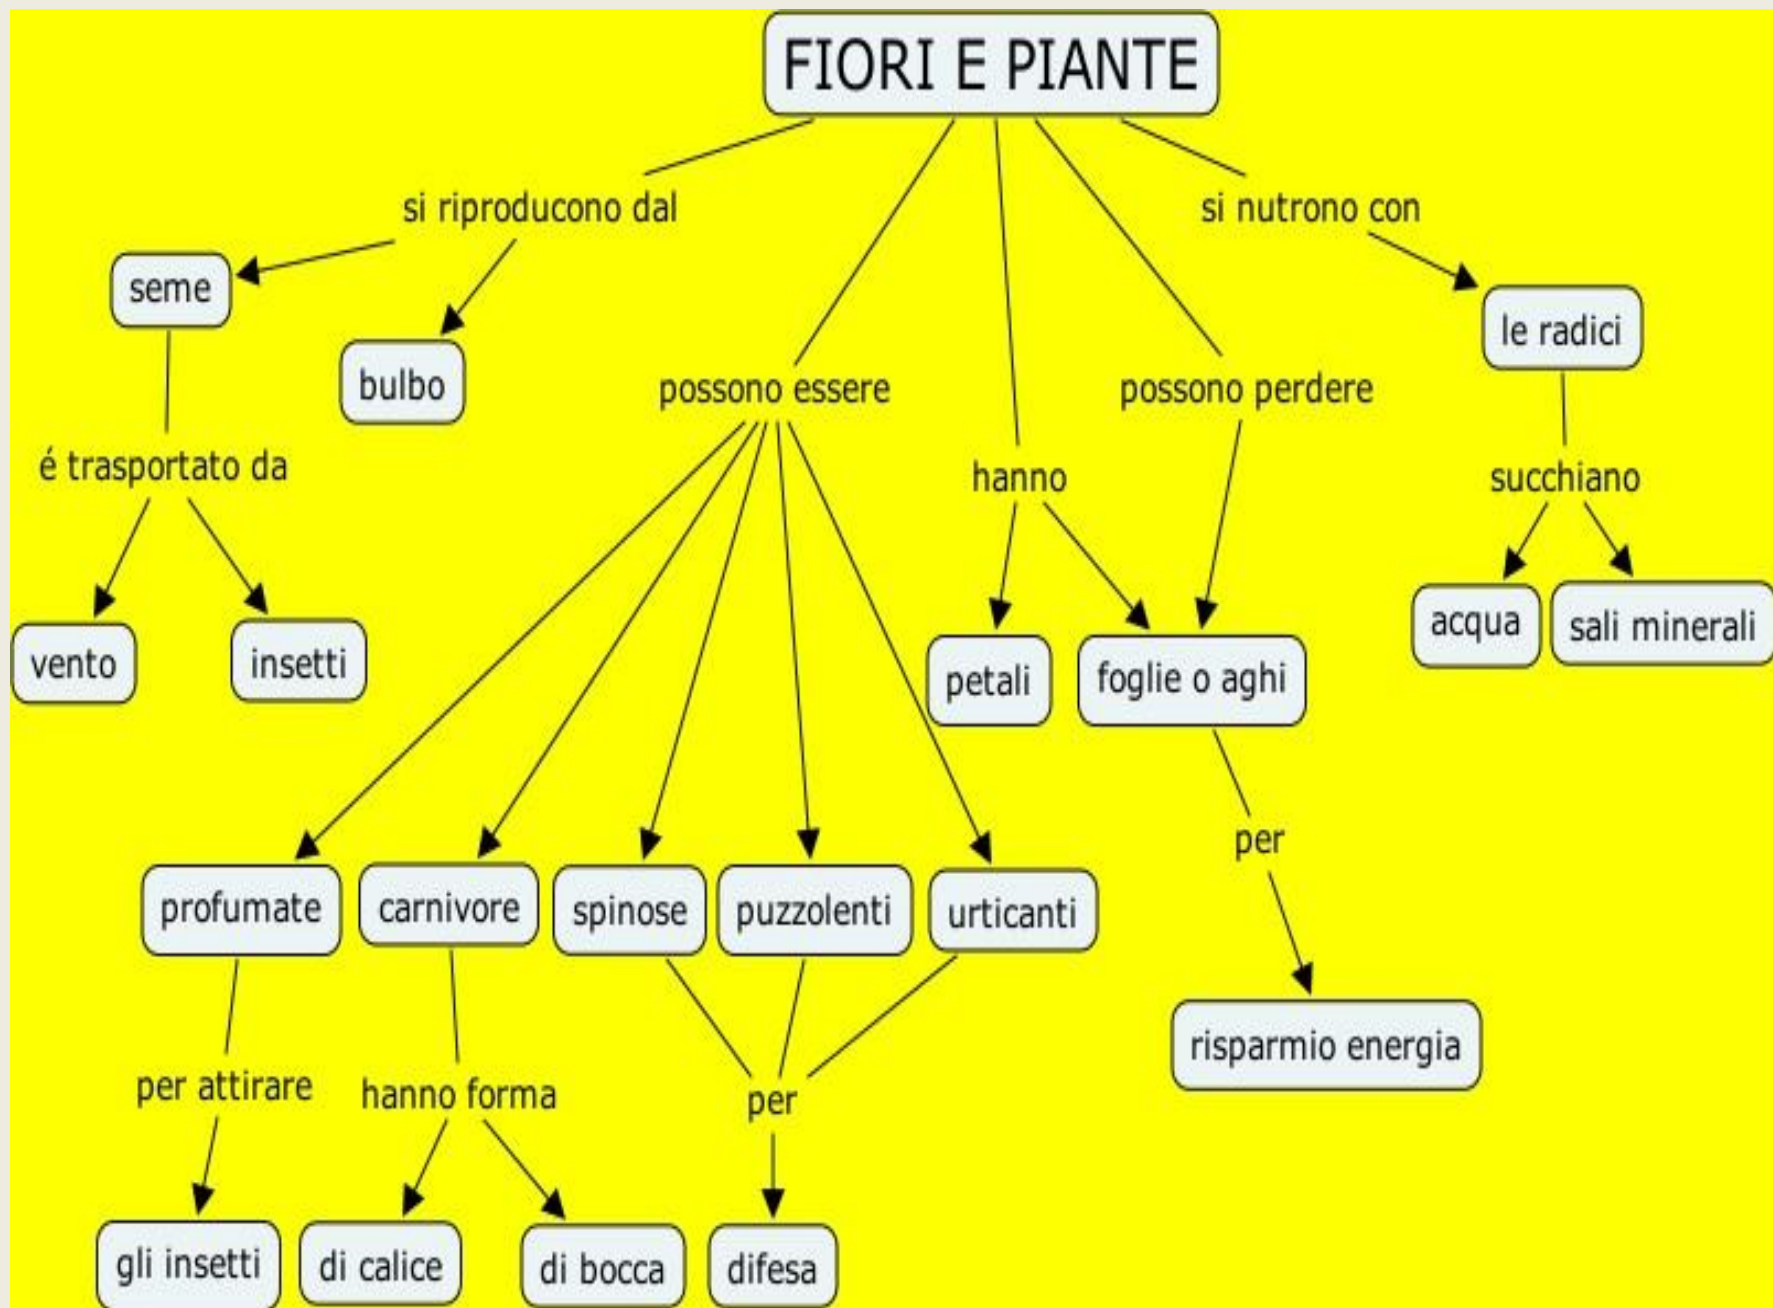 FIORI E PIANTE
si riproducono dal
si nutrono con
seme
le radici
bulbo
possono essere
possono perdere
é trasportato da
hanno
succhiano
vento
insetti
petali
foglie o aghi
acqua
sali minerali
per
profumate
carnivore
spinose
puzzolenti
urticanti
risparmio energia
per attirare
hanno forma
per
gli insetti
di calice
di bocca
difesa